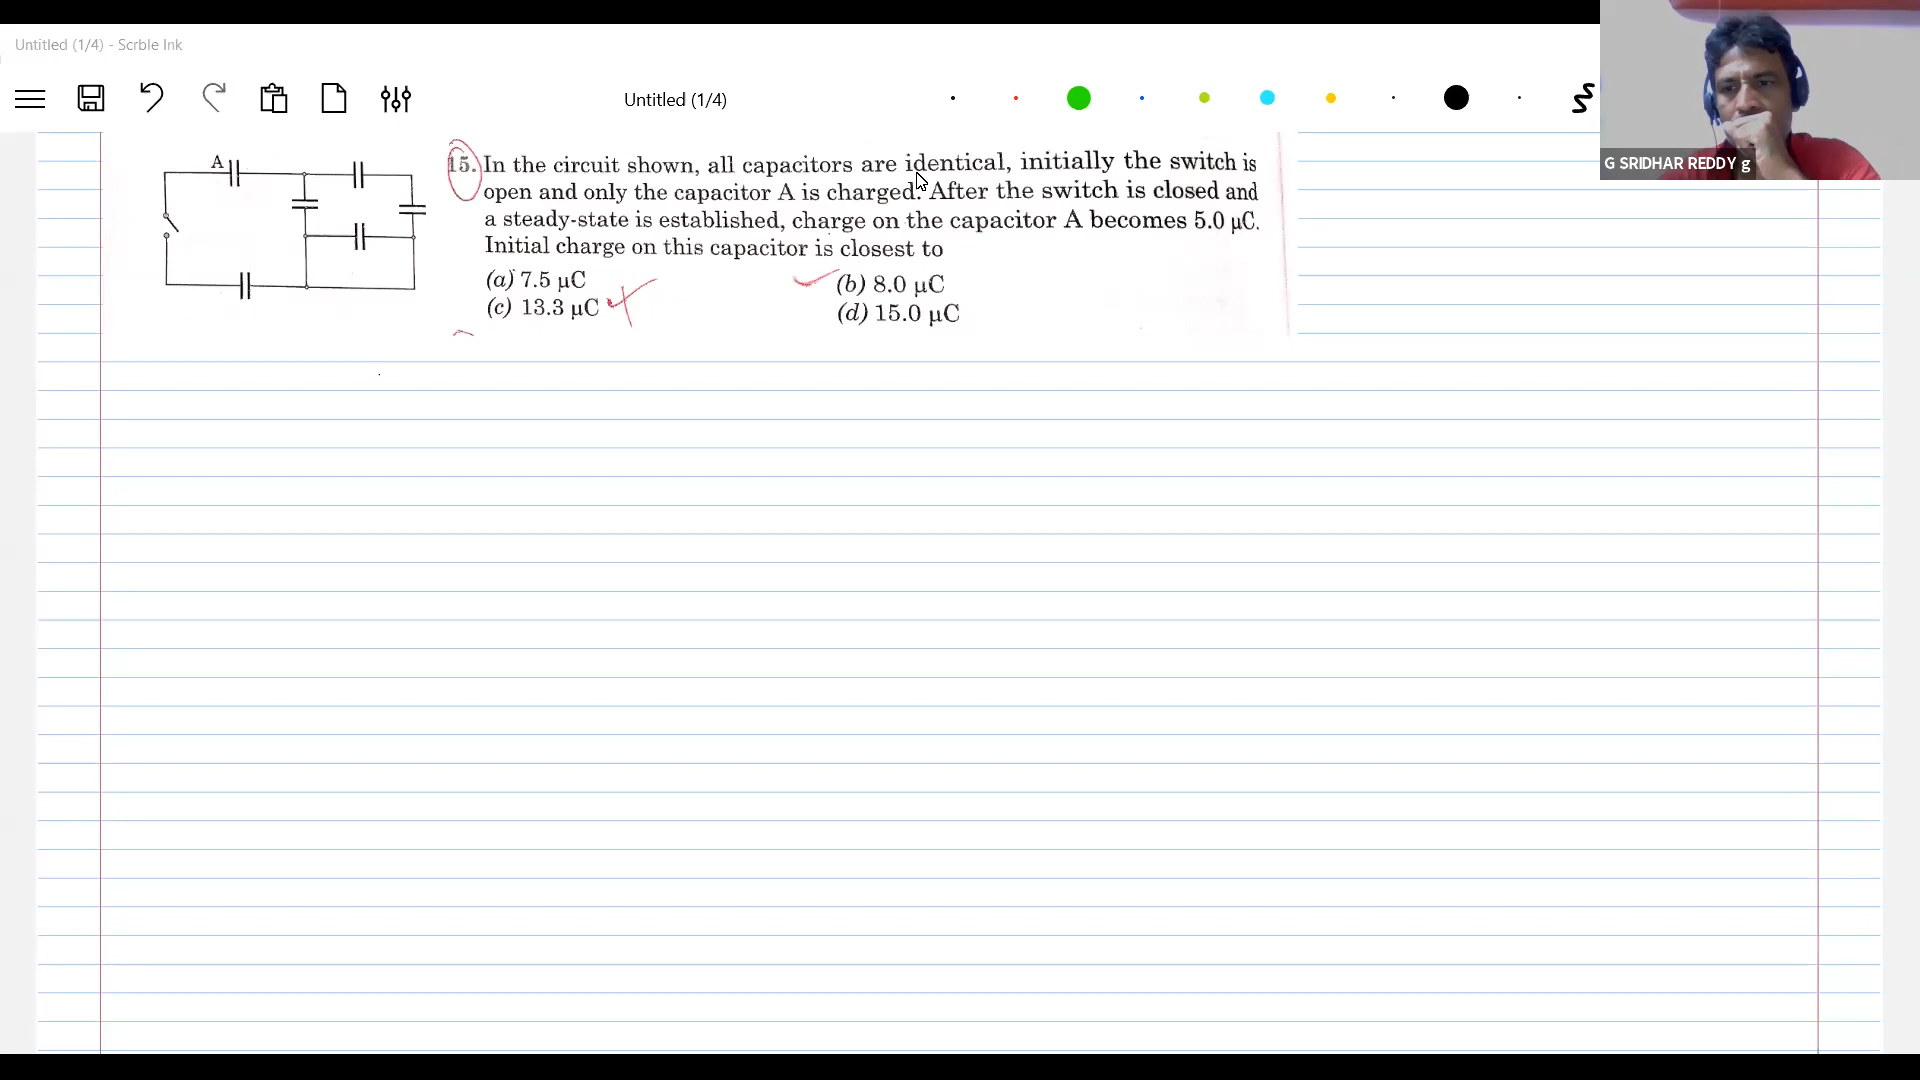 Untitled (1/4) - Scrble Ink
Untitled (1/4)
G SRIDHAR REDDY g
A
15. In the circuit shown, all capacitors are identical, initially the switch is
open and only the capacitor A is charged. After the switch is closed and
a steady-state is established, charge on the capacitor A becomes 5.0 μC.
Initial charge on this capacitor is closest to
(a) 7.5 μC
(b) 8.0 μC
(c) 13.3 μC
(d) 15.0 μC